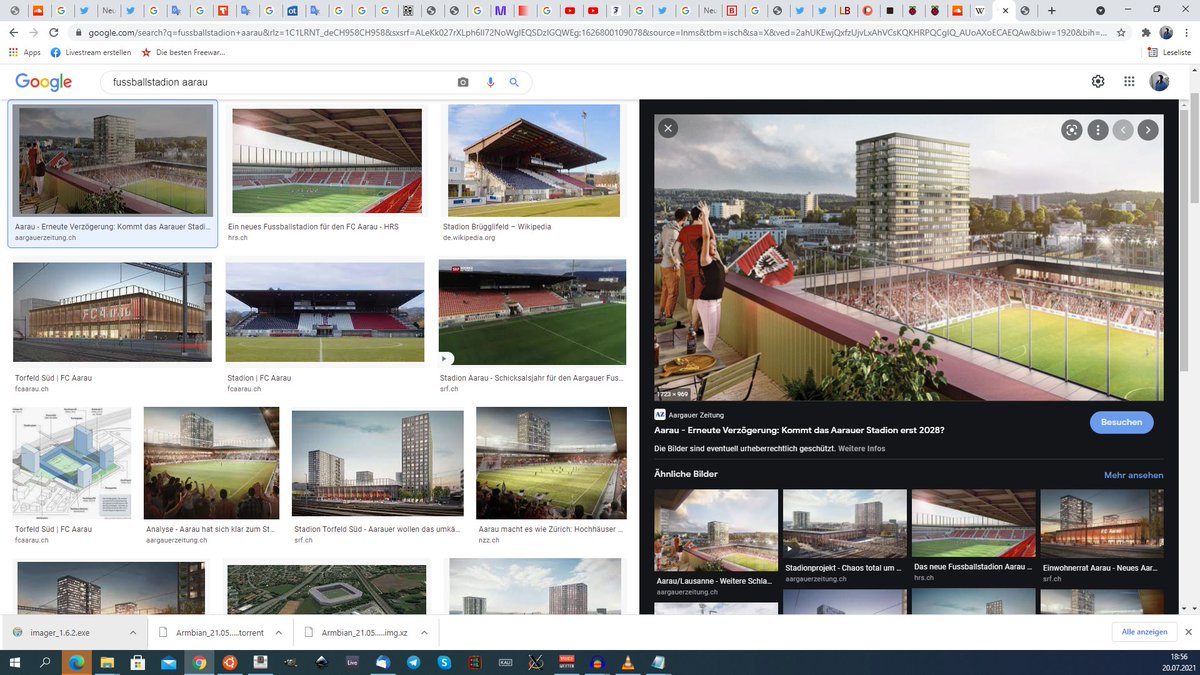 Neu
Neu
google.com/search?q=fussballstadion+aarau&rlz=1C1LRNT_deCH958CH958&sxsrf=ALeKk027rXLph6II72NoWgIEQSDzIGQWEg:1626800109078&source=lnms&tbm=isch&sa=X&ved=2ahUKEwjQxfzUjvLxAhVCsKQKHRPQCgIQ_AUoAXoECAEQAw&biw=1920&bih=...
Apps
Livestream erstellen
Die besten Freewar...
Leseliste
Google
fussballstadion aarau
Aarau - Erneute Verzögerung: Kommt das Aarauer Stadi...
aargauerzeitung.ch
Ein neues Fussballstadion für den FC Aarau - HRS
hrs.ch
Stadion Brügglifeld – Wikipedia
de.wikipedia.org
Torfeld Süd | FC Aarau
fcaarau.ch
Stadion | FC Aarau
fcaarau.ch
Stadion Aarau - Schicksalsjahr für den Aargauer Fus...
srf.ch
Torfeld Süd | FC Aarau
fcaarau.ch
Analyse - Aarau hat sich klar zum St...
aargauerzeitung.ch
Stadion Torfeld Süd - Aarauer wollen das umkä...
srf.ch
Aarau macht es wie Zürich: Hochhäuser ...
nzz.ch
1723 × 969
AZ Aargauer Zeitung
Aarau - Erneute Verzögerung: Kommt das Aarauer Stadion erst 2028?
Besuchen
Die Bilder sind eventuell urheberrechtlich geschützt. Weitere Infos
Ähnliche Bilder
Mehr ansehen
Aarau/Lausanne - Weitere Schla...
aargauerzeitung.ch
Stadionprojekt - Chaos total um ...
aargauerzeitung.ch
Das neue Fussballstadion Aarau ...
hrs.ch
Einwohnerrat Aarau - Neues Aar...
srf.ch
imager_1.6.2.exe
Armbian_21.05.....torrent
Armbian_21.05.....img.xz
Alle anzeigen
Live
KALI
18:56
20.07.2021